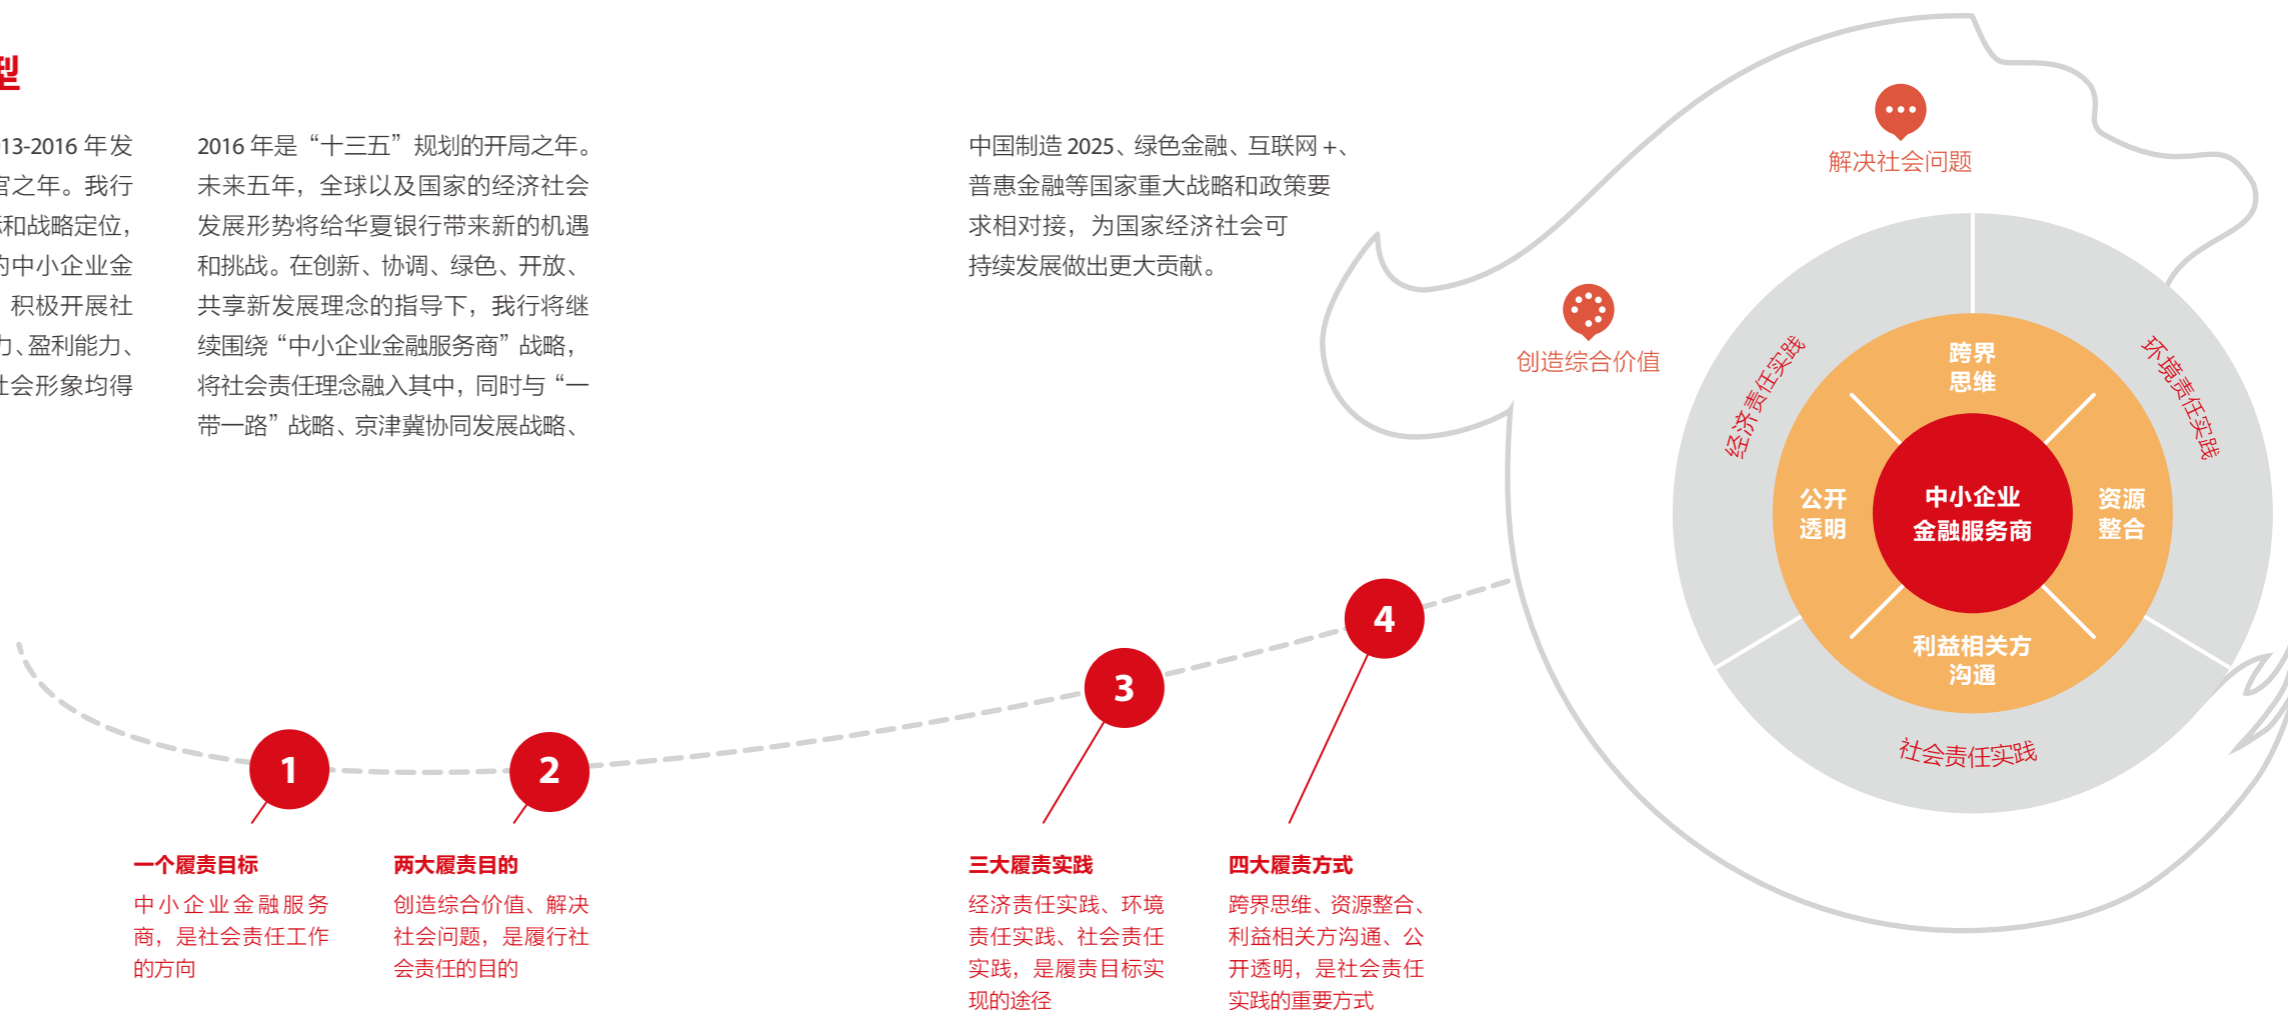 型
13-2016 年发
官之年。我行
和战略定位，
的中小企业金
积极开展社
力、盈利能力、
社会形象均得
2016 年是“十三五”规划的开局之年。
未来五年，全球以及国家的经济社会
发展形势将给华夏银行带来新的机遇
和挑战。在创新、协调、绿色、开放、
共享新发展理念的指导下，我行将继
续围绕“中小企业金融服务商”战略，
将社会责任理念融入其中，同时与“一
带一路”战略、京津冀协同发展战略、
中国制造 2025、绿色金融、互联网 +、
普惠金融等国家重大战略和政策要
求相对接，为国家经济社会可
持续发展做出更大贡献。
解决社会问题
创造综合价值
经济责任实践
环境责任实践
社会责任实践
跨界
思维
公开
透明
中小企业
金融服务商
资源
整合
利益相关方
沟通
1
2
3
4
一个履责目标
中小企业金融服务
商，是社会责任工作
的方向
两大履责目的
创造综合价值、解决
社会问题，是履行社
会责任的目的
三大履责实践
经济责任实践、环境
责任实践、社会责任
实践，是履责目标实
现的途径
四大履责方式
跨界思维、资源整合、
利益相关方沟通、公
开透明，是社会责任
实践的重要方式